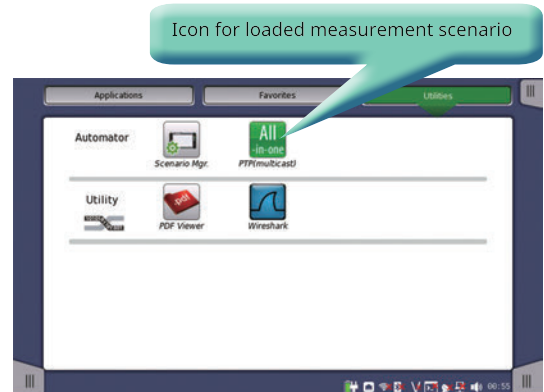 Icon for loaded measurement scenario
Applications Favorites Utilities
Automator
All
-in-one
Scenario Mgr. PTP(multicast)
Utility
PDF Viewer Wireshark
00:55